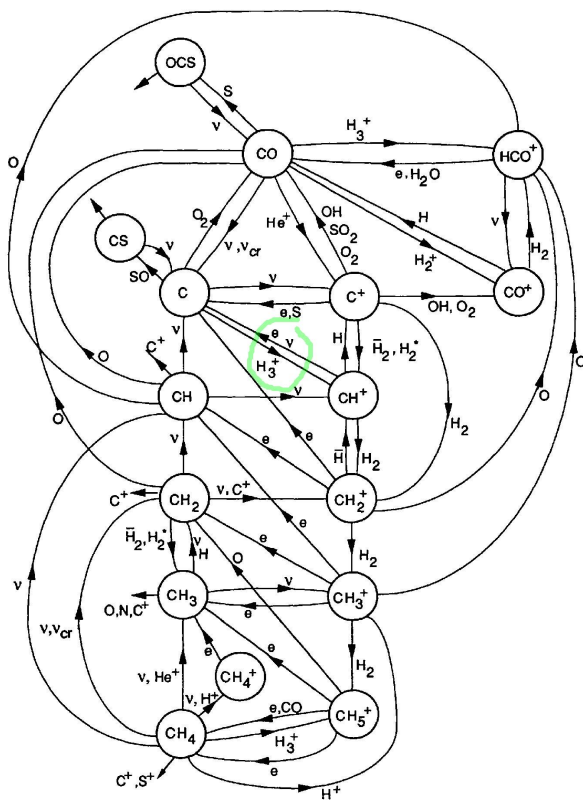 OCS
S
ν
CO
H₃⁺
HCO⁺
e, H₂O
O
O₂
ν, νcr
He⁺
OH
SO₂
O₂
H
H₂⁺
ν
H₂
CS
ν
SO
C
ν
e,S
C⁺
OH, O₂
CO⁺
C⁺
ν
O
e
ν
H₃⁺
H
H̅₂, H₂*
CH
ν
CH⁺
O
O
O
H₂
ν
e
e
H̅
H₂
CH₂
ν, C⁺
CH₂⁺
C⁺
H̅₂, H₂*
ν
H
e
e
O
H₂
CH₃
ν
e
CH₃⁺
O,N,C⁺
ν
ν,νcr
e
e
H₂
ν, He⁺
CH₄⁺
ν, H⁺
CH₄
e,CO
H₃⁺
CH₅⁺
e
C⁺,S⁺
H⁺